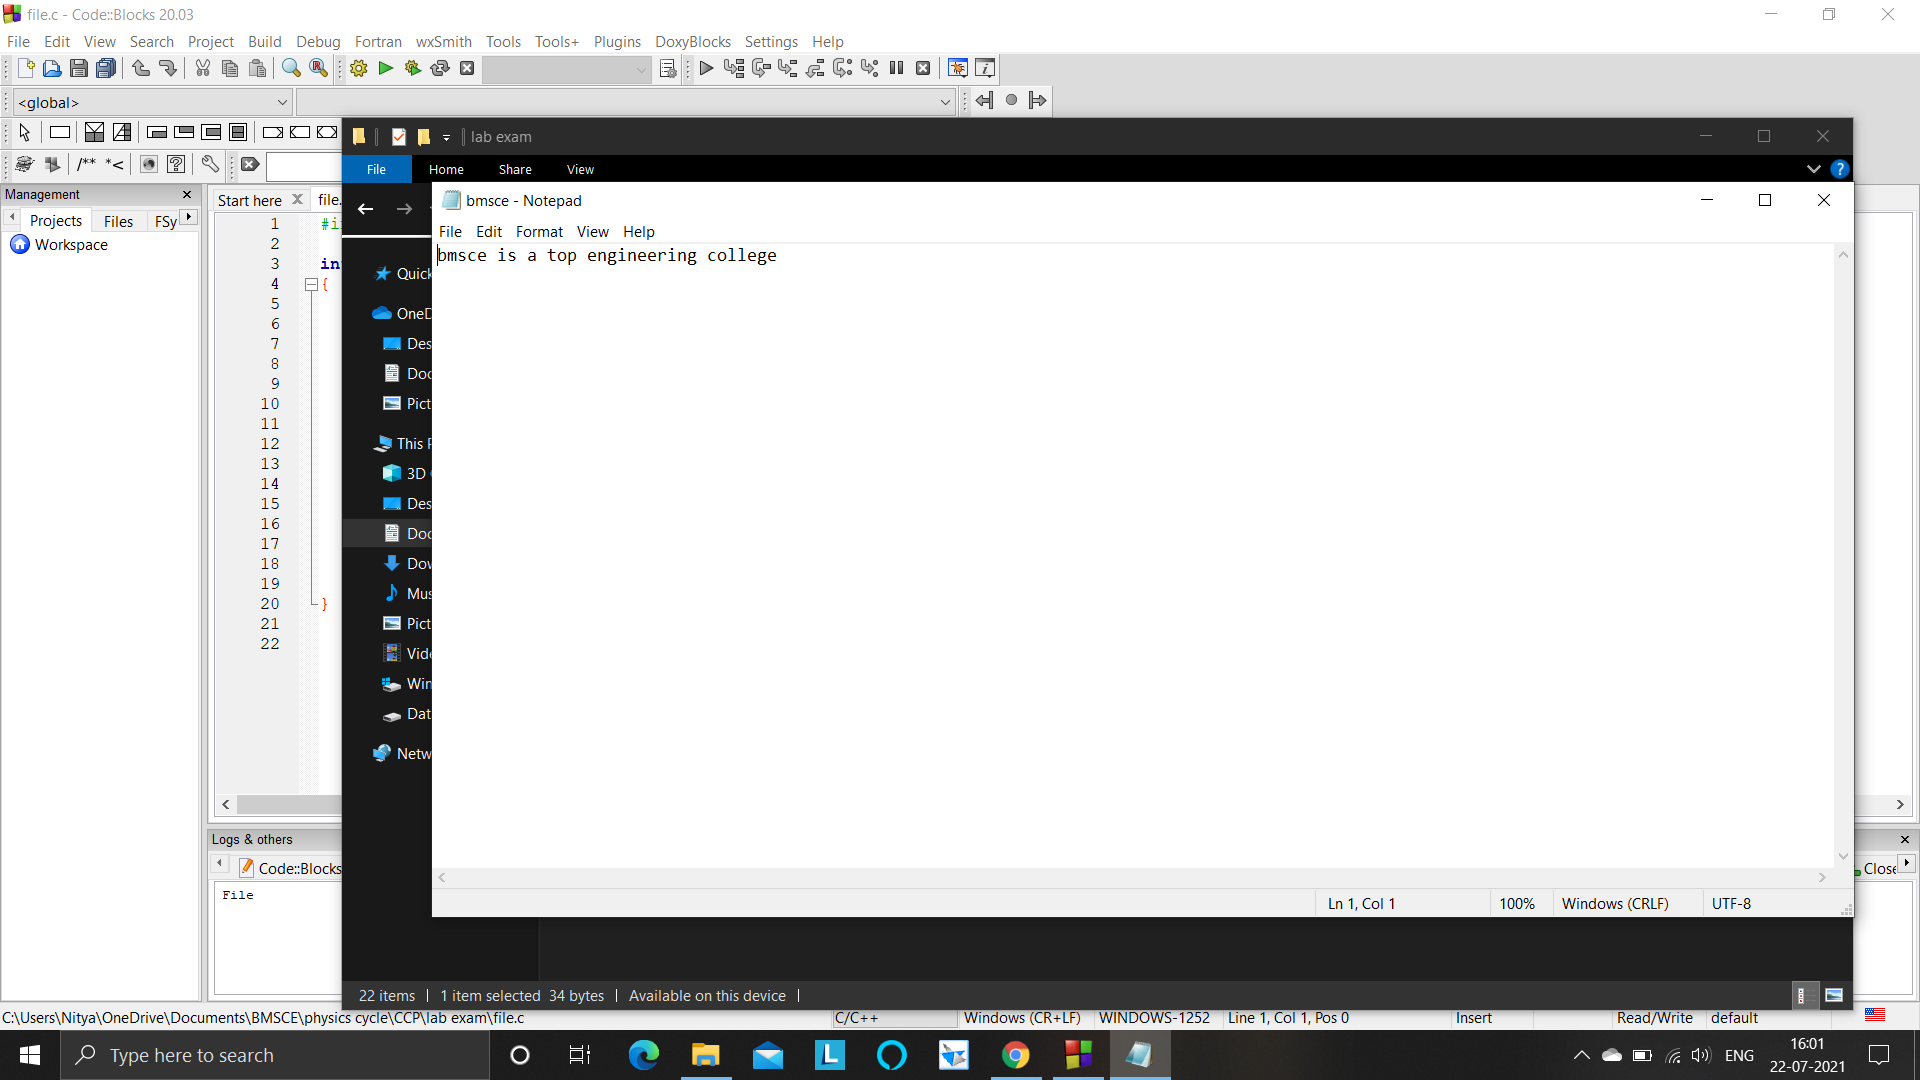 file.c - Code::Blocks 20.03
File Edit View Search Project Build Debug Fortran wxSmith Tools Tools+ Plugins DoxyBlocks Settings Help
<global>
/** *<
lab exam
File Home Share View
Management
Start here file.
bmsce - Notepad
Projects Files FSy
File Edit Format View Help
Workspace
bmsce is a top engineering college
1 #i
2
3 in
4 {
5
6
7
8
9
10
11
12
13
14
15
16
17
18
19
20 }
21
22
Quick
OneD
Des
Doc
Pict
This P
3D
Des
Doc
Dow
Mus
Pict
Vide
Win
Dat
Netw
Logs & others
Code::Blocks
Close
File
Ln 1, Col 1 100% Windows (CRLF) UTF-8
22 items 1 item selected 34 bytes Available on this device
C:\Users\Nitya\OneDrive\Documents\BMSCE\physics cycle\CCP\lab exam\file.c C/C++ Windows (CR+LF) WINDOWS-1252 Line 1, Col 1, Pos 0 Insert Read/Write default
Type here to search
L
ENG
16:01
22-07-2021